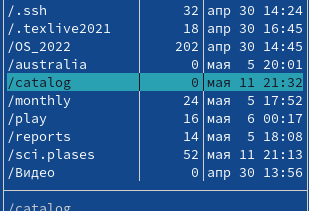 /.ssh 32 апр 30 14:24
/.texlive2021 18 апр 30 16:45
/OS_2022 202 апр 30 14:45
/australia 0 мая 5 20:01
/catalog 0 мая 11 21:32
/monthly 24 мая 5 17:52
/play 16 мая 6 00:17
/reports 14 мая 5 18:08
/sci.plases 52 мая 11 21:13
/Видео 0 апр 30 13:56
/catalog